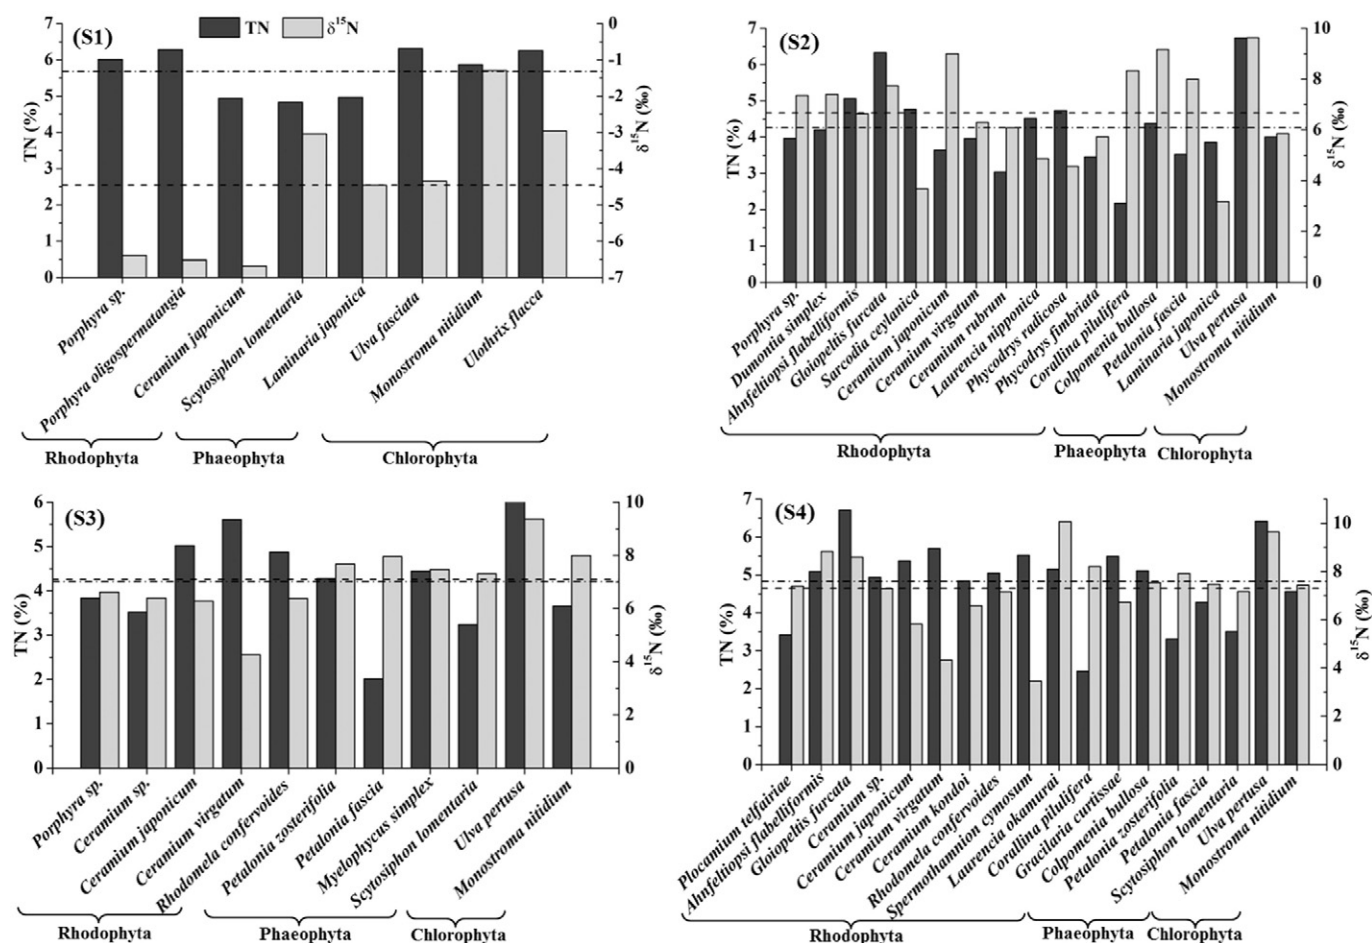 (S1)
TN
δ15N
7
6
5
4
3
2
1
0
TN (%)
0
-1
-2
-3
-4
-5
-6
-7
δ15N (‰)
Porphyra sp.
Porphyra oligospermatangia
Ceramium japonicum
Scytosiphon lomentaria
Laminaria japonica
Ulva fasciata
Monostroma nitidium
Ulothrix flacca
Rhodophyta
Phaeophyta
Chlorophyta
(S2)
7
6
5
4
3
2
1
0
TN (%)
10
8
6
4
2
0
δ15N (‰)
Porphyra sp.
Dumontia simplex
Ahnfeltiopsi flabelliformis
Gloiopeltis furcata
Sarcodia ceylanica
Ceramium japonicum
Ceramium virgatum
Ceramium rubrum
Laurencia nipponica
Phycodrys radicosa
Phycodrys fimbriata
Corallina pilulifera
Colpomenia bullosa
Petalonia fascia
Laminaria japonica
Ulva pertusa
Monostroma nitidium
Rhodophyta
Phaeophyta
Chlorophyta
(S3)
6
5
4
3
2
1
0
TN (%)
10
8
6
4
2
0
δ15N (‰)
Porphyra sp.
Ceramium sp.
Ceramium japonicum
Ceramium virgatum
Rhodomela confervoides
Petalonia zosterifolia
Petalonia fascia
Myelophycus simplex
Scytosiphon lomentaria
Ulva pertusa
Monostroma nitidium
Rhodophyta
Phaeophyta
Chlorophyta
(S4)
7
6
5
4
3
2
1
0
TN (%)
10
8
6
4
2
0
δ15N (‰)
Plocamium telfairiae
Ahnfeltiopsi flabelliformis
Gloiopeltis furcata
Ceramium sp.
Ceramium japonicum
Ceramium virgatum
Ceramium kondoi
Rhodomela confervoides
Spermothamnion cymosum
Laurencia okamurai
Corallina pilulifera
Gracilaria curtissae
Colpomenia bullosa
Petalonia zosterifolia
Petalonia fascia
Scytosiphon lomentaria
Ulva pertusa
Monostroma nitidium
Rhodophyta
Phaeophyta
Chlorophyta